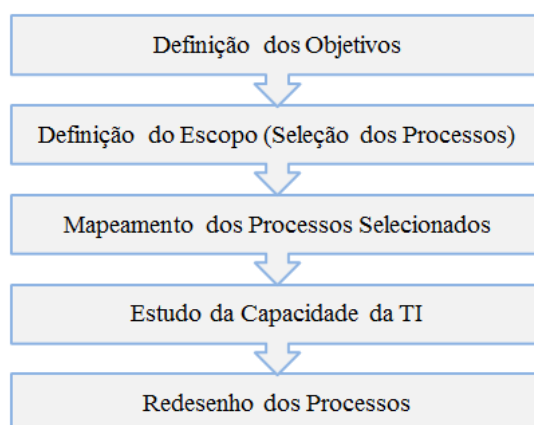 Definição dos Objetivos
Definição do Escopo (Seleção dos Processos)
Mapeamento dos Processos Selecionados
Estudo da Capacidade da TI
Redesenho dos Processos